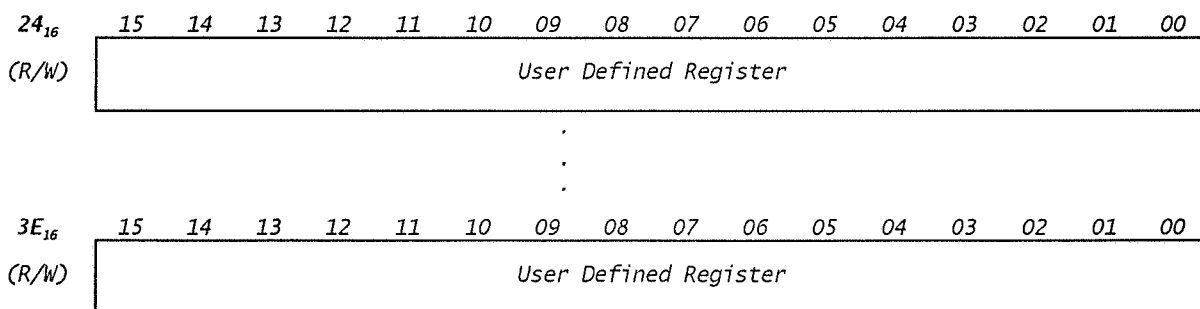 24₁₆ 15 14 13 12 11 10 09 08 07 06 05 04 03 02 01 00
(R/W) User Defined Register
.
.
.
3E₁₆ 15 14 13 12 11 10 09 08 07 06 05 04 03 02 01 00
(R/W) User Defined Register